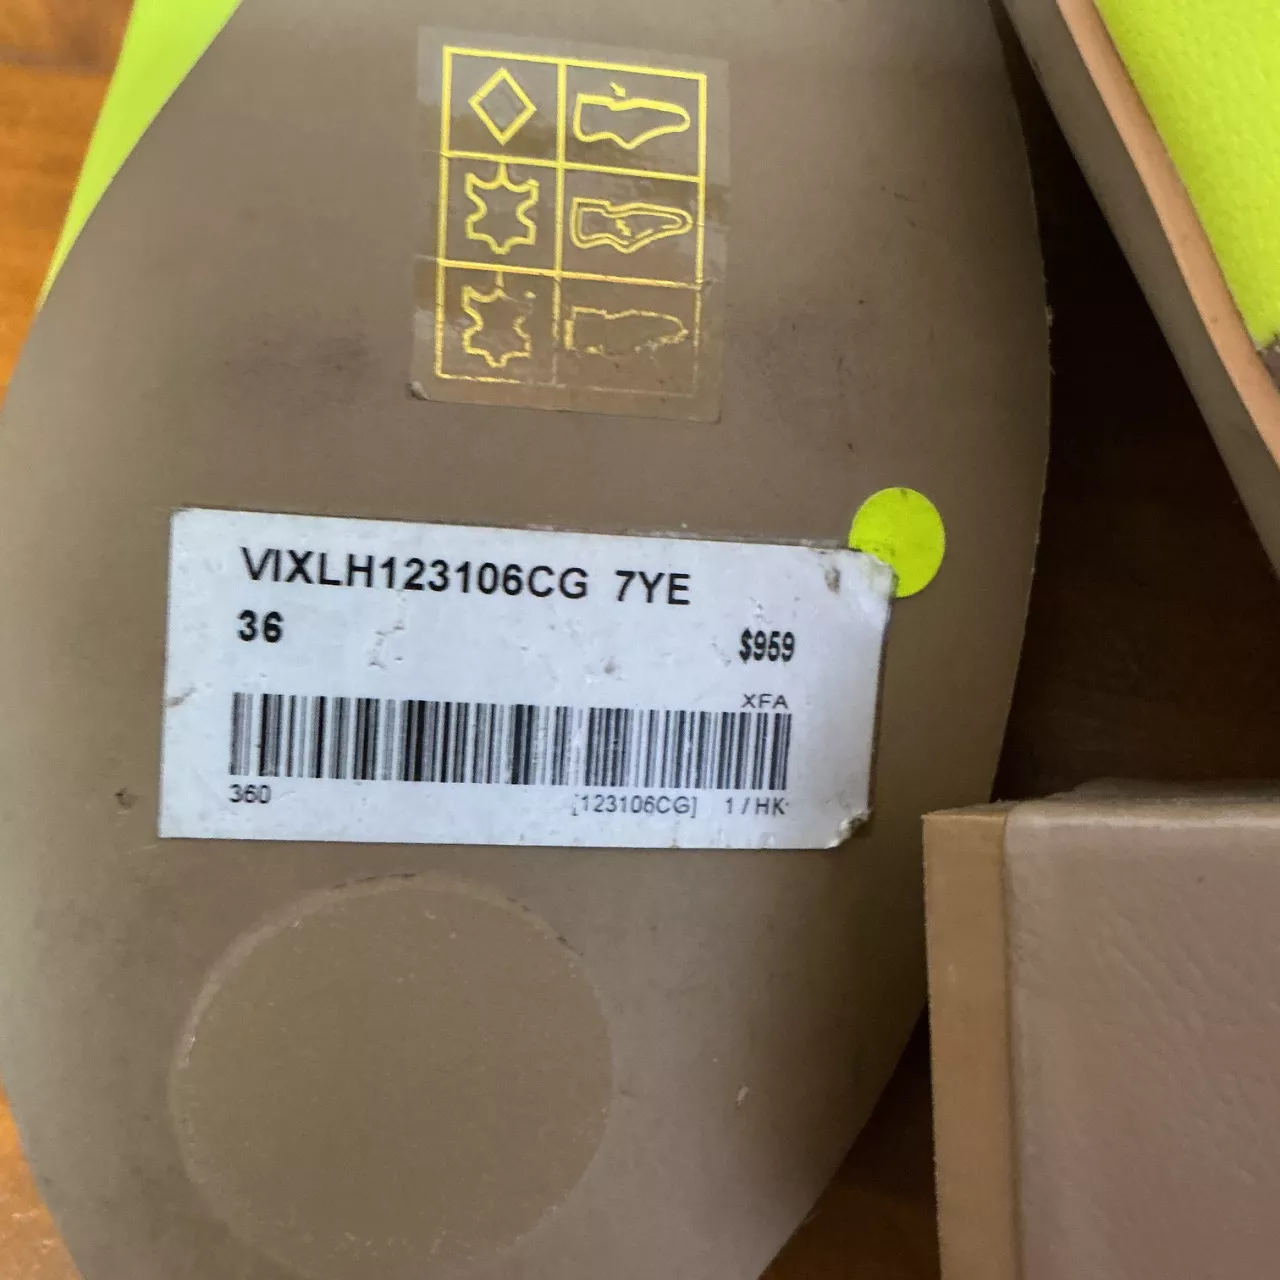 VIXLH123106CG 7YE
36
$959
XFA
360
[123106CG] 1 / HK